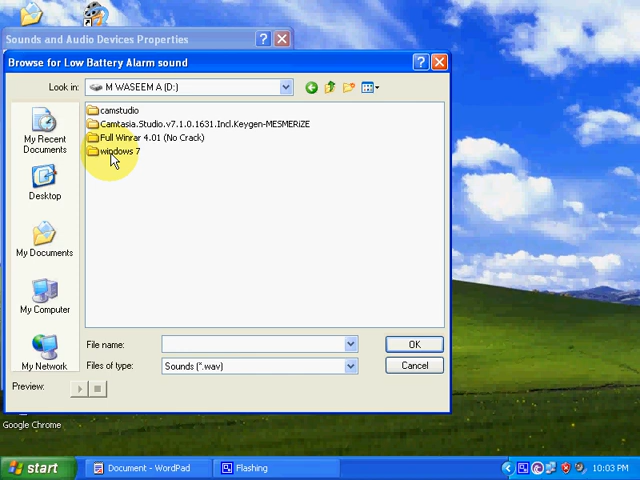 Sounds and Audio Devices Properties
Browse for Low Battery Alarm sound
Look in: M WASEEM A (D:)
camstudio
Camtasia.Studio.v7.1.0.1631.Incl.Keygen-MESMERiZE
Full Winrar 4.01 (No Crack)
windows 7
My Recent
Documents
Desktop
My Documents
My Computer
My Network
File name:
OK
Files of type: Sounds (*.wav)
Cancel
Preview:
Google Chrome
start
Document - WordPad
Flashing
10:03 PM